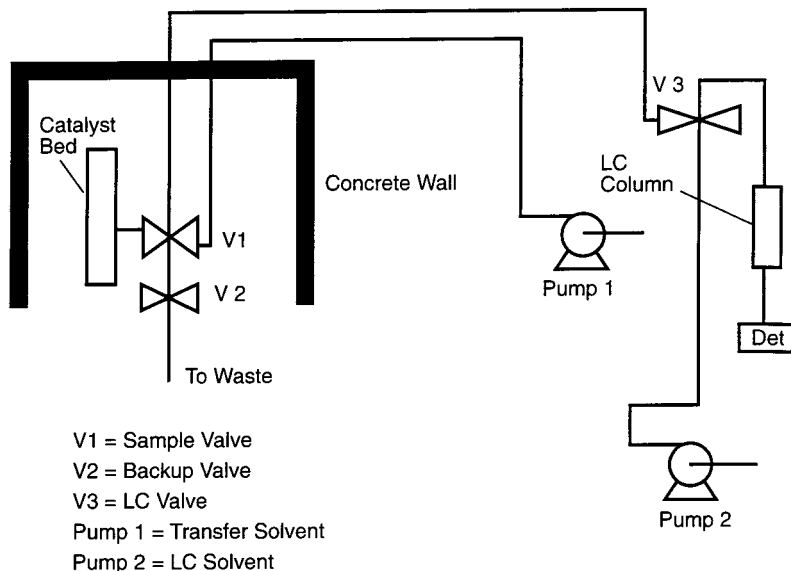 V 3
Catalyst
Bed
Concrete Wall
LC
Column
V1
V 2
Pump 1
Det
To Waste
V1 = Sample Valve
V2 = Backup Valve
V3 = LC Valve
Pump 1 = Transfer Solvent
Pump 2 = LC Solvent
Pump 2